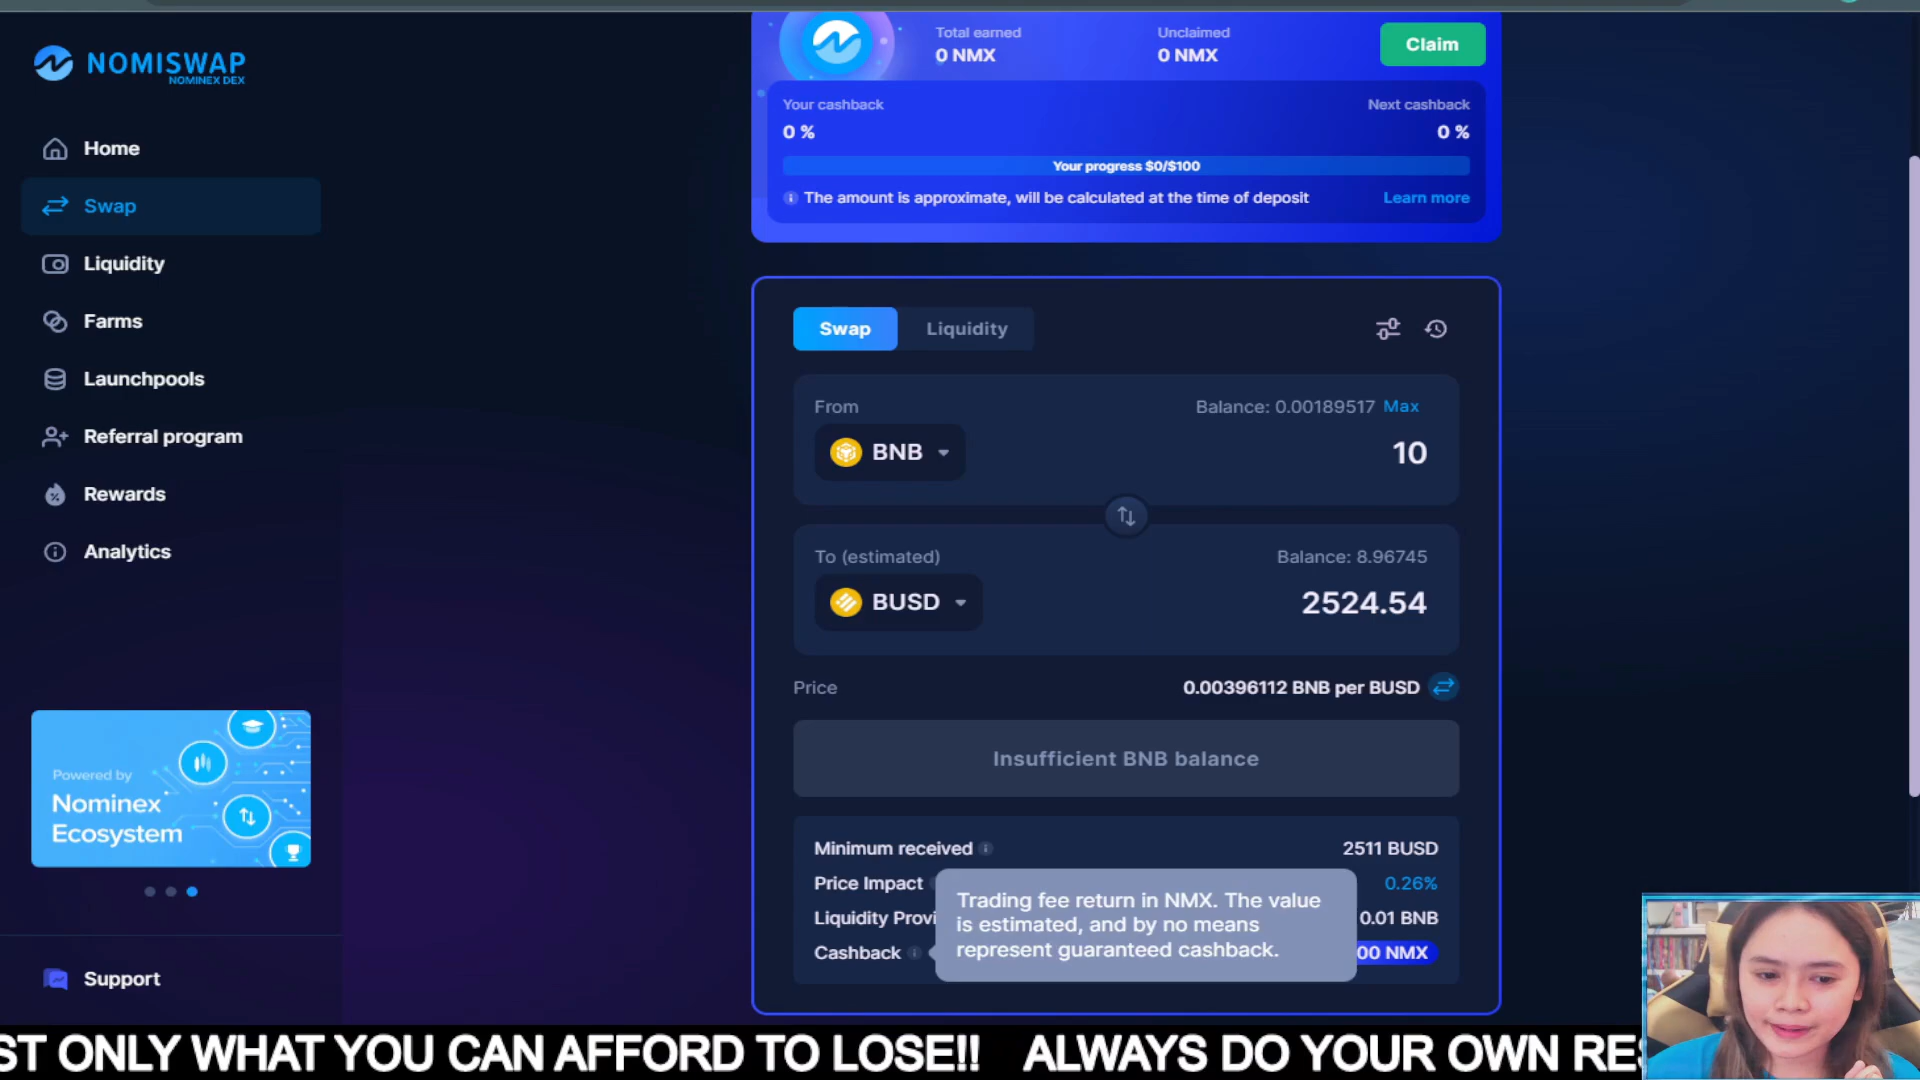 NOMISWAP
NOMINEX DEX
Home
Swap
Liquidity
Farms
Launchpools
Referral program
Rewards
Analytics
Powered by
Nominex
Ecosystem
Support
Total earned
0 NMX
Unclaimed
0 NMX
Claim
Your cashback
Next cashback
0 %
0 %
Your progress $0/$100
The amount is approximate, will be calculated at the time of deposit
Learn more
Swap
Liquidity
From
Balance: 0.00189517 Max
BNB
10
To (estimated)
Balance: 8.96745
BUSD
2524.54
Price
0.00396112 BNB per BUSD
Insufficient BNB balance
Minimum received
2511 BUSD
Price Impact
0.26%
Liquidity Provi
0.01 BNB
Cashback
00 NMX
Trading fee return in NMX. The value
is estimated, and by no means
represent guaranteed cashback.
ST ONLY WHAT YOU CAN AFFORD TO LOSE!! ALWAYS DO YOUR OWN RES